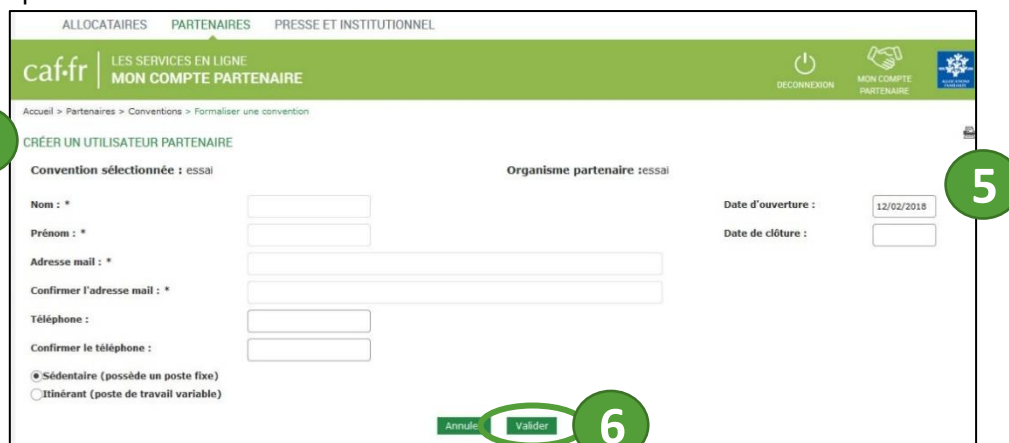 ALLOCATAIRES PARTENAIRES PRESSE ET INSTITUTIONNEL
caf.fr LES SERVICES EN LIGNE
MON COMPTE PARTENAIRE
DECONNEXION
MON COMPTE
PARTENAIRE
Accueil > Partenaires > Conventions > Formaliser une convention
CRÉER UN UTILISATEUR PARTENAIRE
Convention sélectionnée : essai Organisme partenaire :essai
5
Nom : * Date d'ouverture : 12/02/2018
Prénom : * Date de clôture :
Adresse mail : *
Confirmer l'adresse mail : *
Téléphone :
Confirmer le téléphone :
Sédentaire (possède un poste fixe)
Itinérant (poste de travail variable)
Annule Valider 6